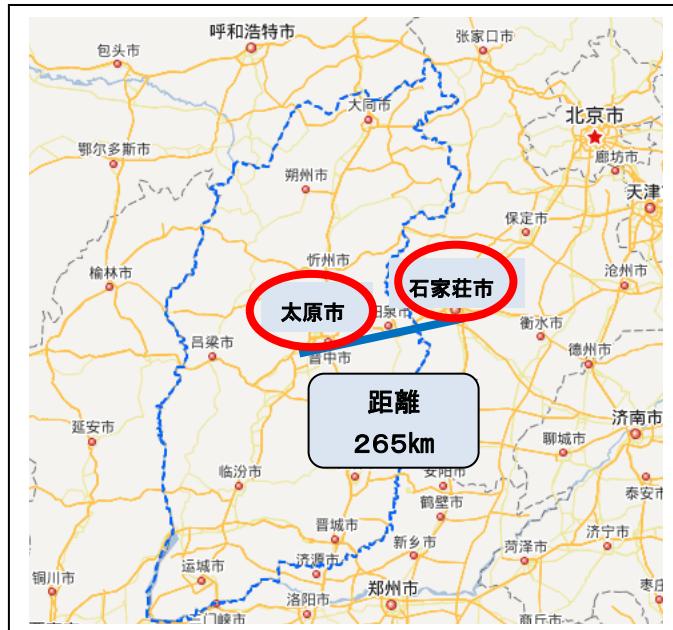 呼和浩特市
张家口市
包头市
大同市
北京市
鄂尔多斯市
廊坊市
朔州市
天津
保定市
忻州市
榆林市
石家荘市
沧州市
太原市
阳泉市
衡水市
吕梁市
晋中市
德州市
距離
265km
延安市
济南市
聊城市
临汾市
安阳市
泰安市
鹤壁市
晋城市
新乡市
济宁市
菏泽市
铜川市
运城市
济源市
枣庄
郑州市
三门峡市
洛阳市
商丘市